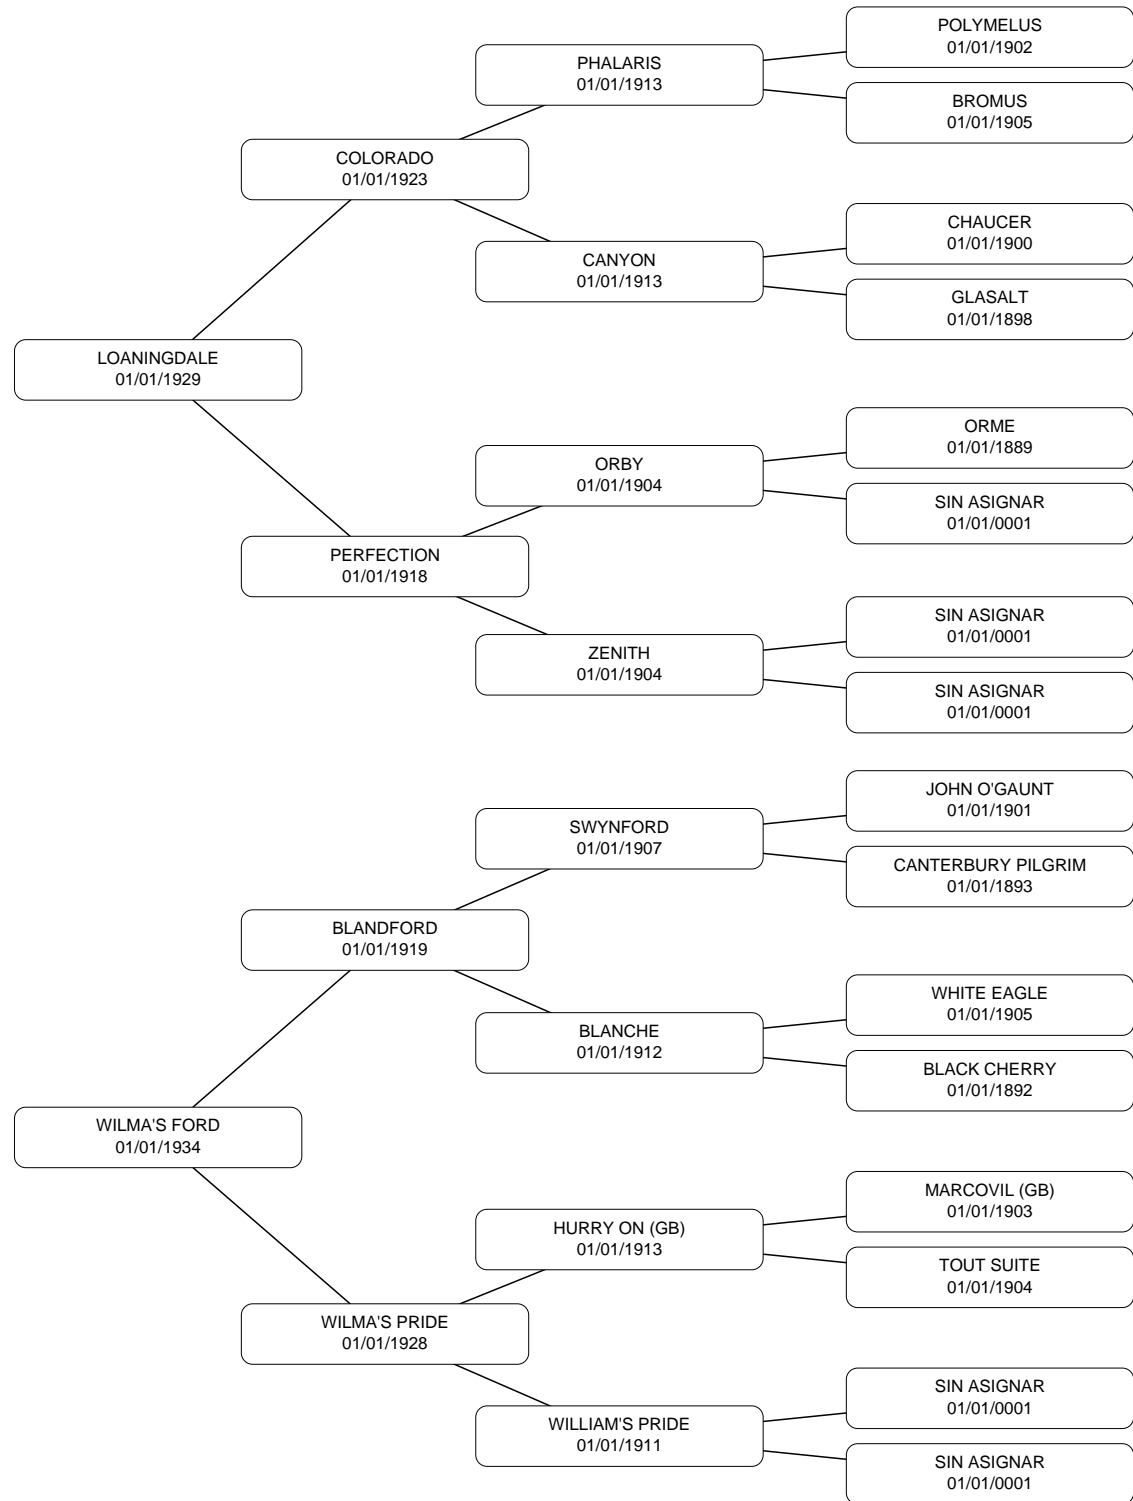 POLYMELUS
01/01/1902
PHALARIS
01/01/1913
BROMUS
01/01/1905
COLORADO
01/01/1923
CHAUCER
01/01/1900
CANYON
01/01/1913
GLASALT
01/01/1898
LOANINGDALE
01/01/1929
ORME
01/01/1889
ORBY
01/01/1904
SIN ASIGNAR
01/01/0001
PERFECTION
01/01/1918
SIN ASIGNAR
01/01/0001
ZENITH
01/01/1904
SIN ASIGNAR
01/01/0001
JOHN O'GAUNT
01/01/1901
SWYNFORD
01/01/1907
CANTERBURY PILGRIM
01/01/1893
BLANDFORD
01/01/1919
WHITE EAGLE
01/01/1905
BLANCHE
01/01/1912
BLACK CHERRY
01/01/1892
WILMA'S FORD
01/01/1934
MARCOVIL (GB)
01/01/1903
HURRY ON (GB)
01/01/1913
TOUT SUITE
01/01/1904
WILMA'S PRIDE
01/01/1928
SIN ASIGNAR
01/01/0001
WILLIAM'S PRIDE
01/01/1911
SIN ASIGNAR
01/01/0001